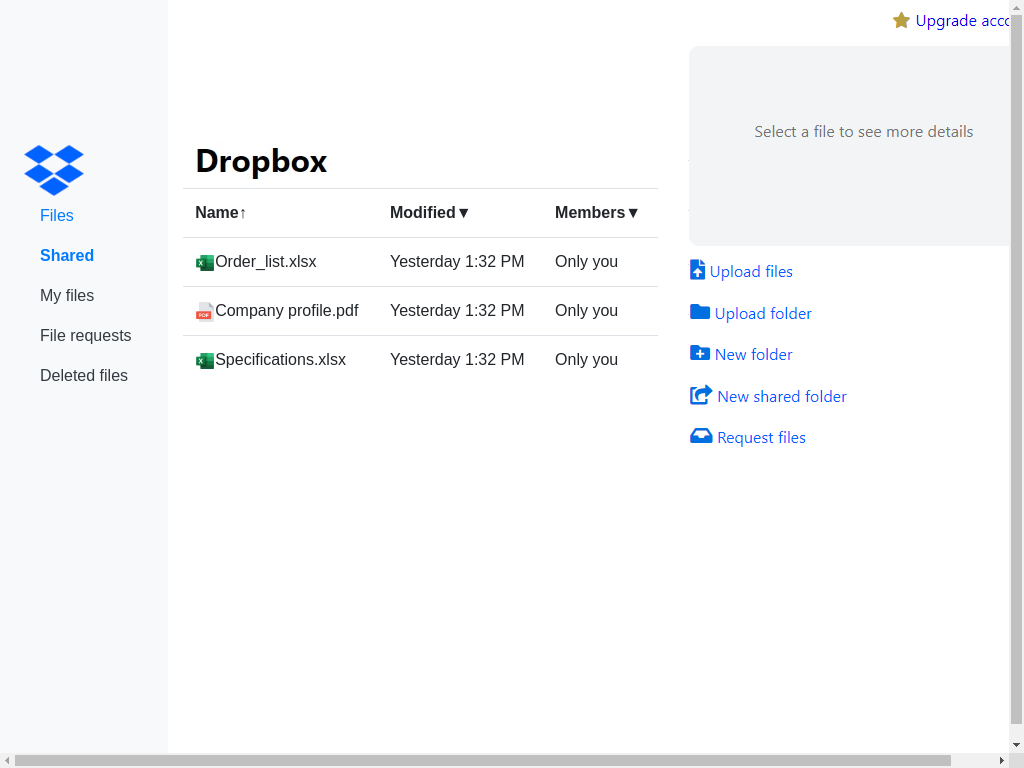 Upgrade acco
Select a file to see more details
Dropbox
Files
Shared
My files
File requests
Deleted files
Name↑ Modified▼ Members▼
Order_list.xlsx Yesterday 1:32 PM Only you
Company profile.pdf Yesterday 1:32 PM Only you
Specifications.xlsx Yesterday 1:32 PM Only you
Upload files
Upload folder
New folder
New shared folder
Request files